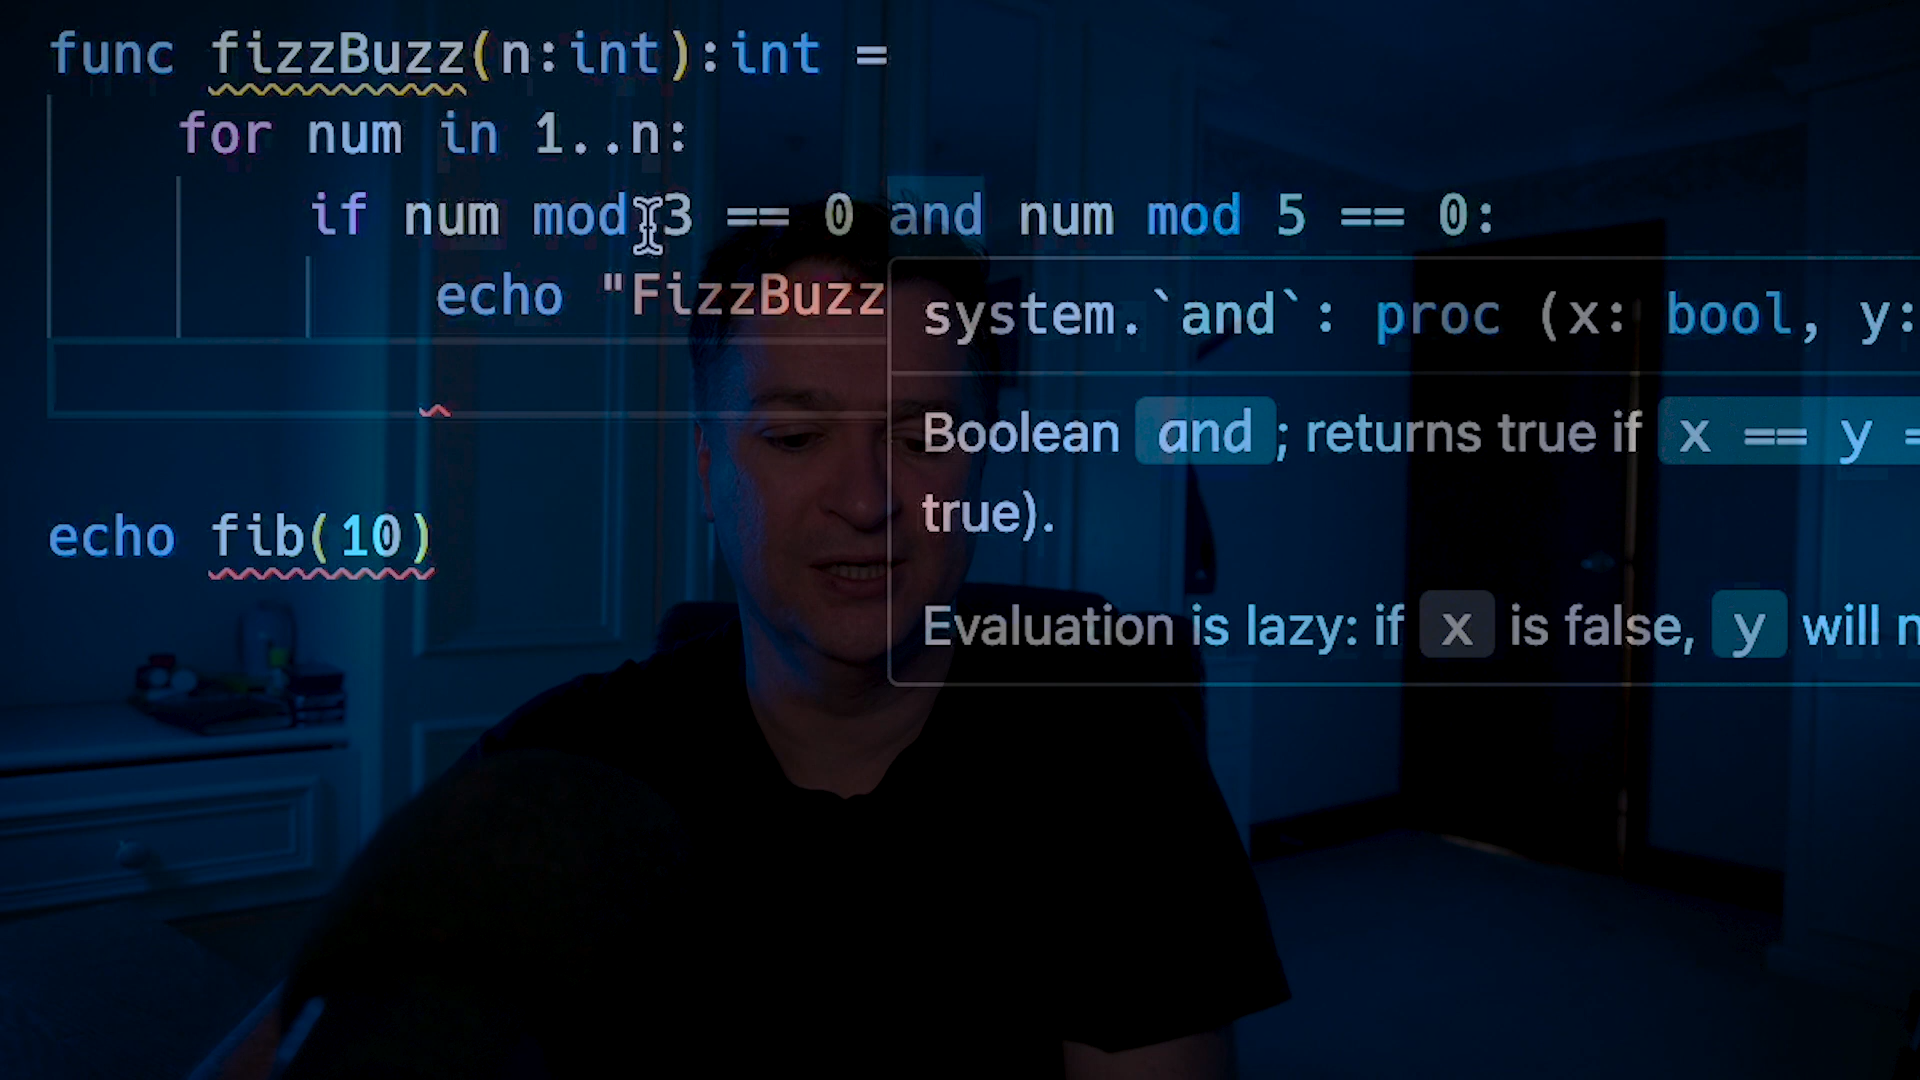 func fizzBuzz(n:int):int =
for num in 1..n:
if num mod 3 == 0 and num mod 5 == 0:
echo "FizzBuzz
system.`and`: proc (x: bool, y:
Boolean and ; returns true if x == y =
true).
echo fib(10)
Evaluation is lazy: if x is false, y will